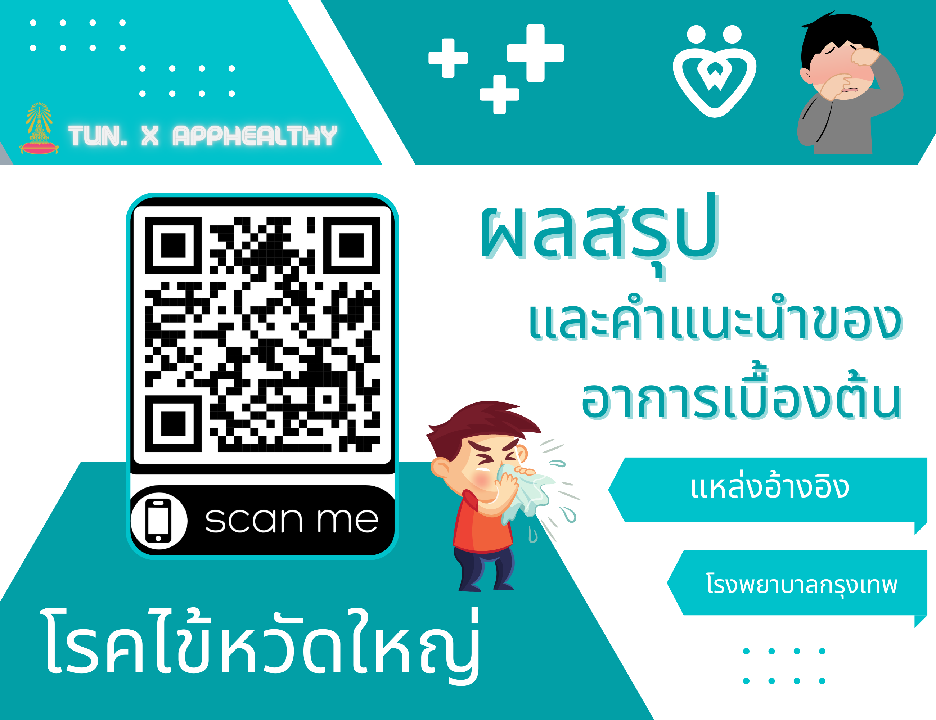 TUN. X APPHEALTHY
ผลสรุป
และคำแนะนำของ
อาการเบื้องต้น
scan me
แหล่งอ้างอิง
โรงพยาบาลกรุงเทพ
โรคไข้หวัดใหญ่